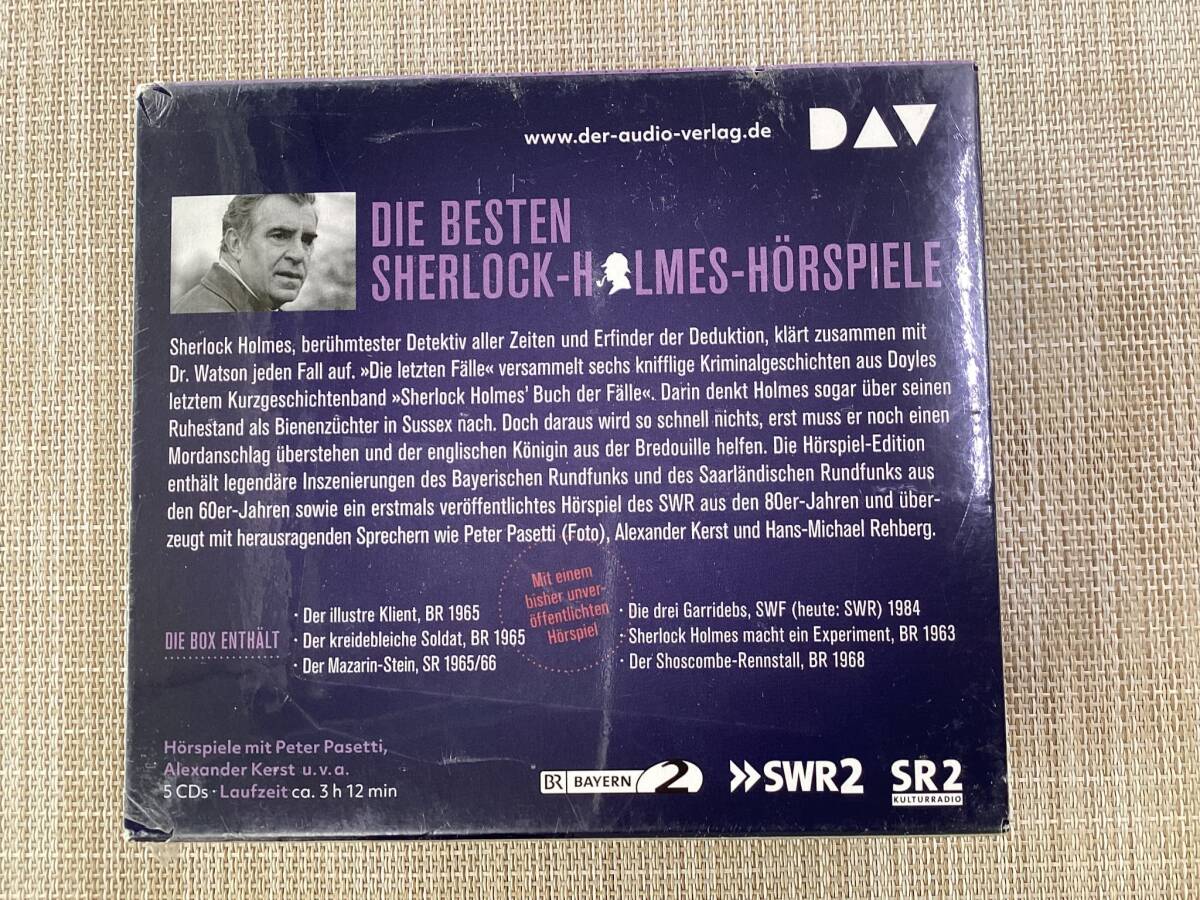 www.der-audio-verlag.de
DAV
DIE BESTEN
SHERLOCK-HOLMES-HÖRSPIELE
Sherlock Holmes, berühmtester Detektiv aller Zeiten und Erfinder der Deduktion, klärt zusammen mit
Dr. Watson jeden Fall auf. »Die letzten Fälle« versammelt sechs knifflige Kriminalgeschichten aus Doyles
letztem Kurzgeschichtenband »Sherlock Holmes' Buch der Fälle«. Darin denkt Holmes sogar über seinen
Ruhestand als Bienenzüchter in Sussex nach. Doch daraus wird so schnell nichts, erst muss er noch einen
Mordanschlag überstehen und der englischen Königin aus der Bredouille helfen. Die Hörspiel-Edition
enthält legendäre Inszenierungen des Bayerischen Rundfunks und des Saarländischen Rundfunks aus
den 60er-Jahren sowie ein erstmals veröffentlichtes Hörspiel des SWR aus den 80er-Jahren und über-
zeugt mit herausragenden Sprechern wie Peter Pasetti (Foto), Alexander Kerst und Hans-Michael Rehberg.
Mit einem
bisher unver-
öffentlichten
Hörspiel
DIE BOX ENTHÄLT
· Der illustre Klient, BR 1965
· Der kreidebleiche Soldat, BR 1965
· Der Mazarin-Stein, SR 1965/66
· Die drei Garridebs, SWF (heute: SWR) 1984
· Sherlock Holmes macht ein Experiment, BR 1963
· Der Shoscombe-Rennstall, BR 1968
Hörspiele mit Peter Pasetti,
Alexander Kerst u.v.a.
5 CDs · Laufzeit ca. 3 h 12 min
BR BAYERN 2
SWR2
SR 2
KULTURRADIO